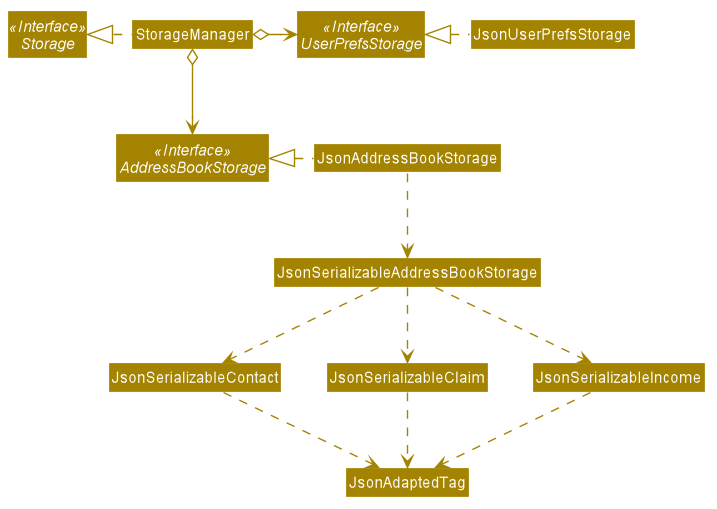 «Interface»
Storage
StorageManager
«Interface»
UserPrefsStorage
JsonUserPrefsStorage
«Interface»
AddressBookStorage
JsonAddressBookStorage
JsonSerializableAddressBookStorage
JsonSerializableContact
JsonSerializableClaim
JsonSerializableIncome
JsonAdaptedTag